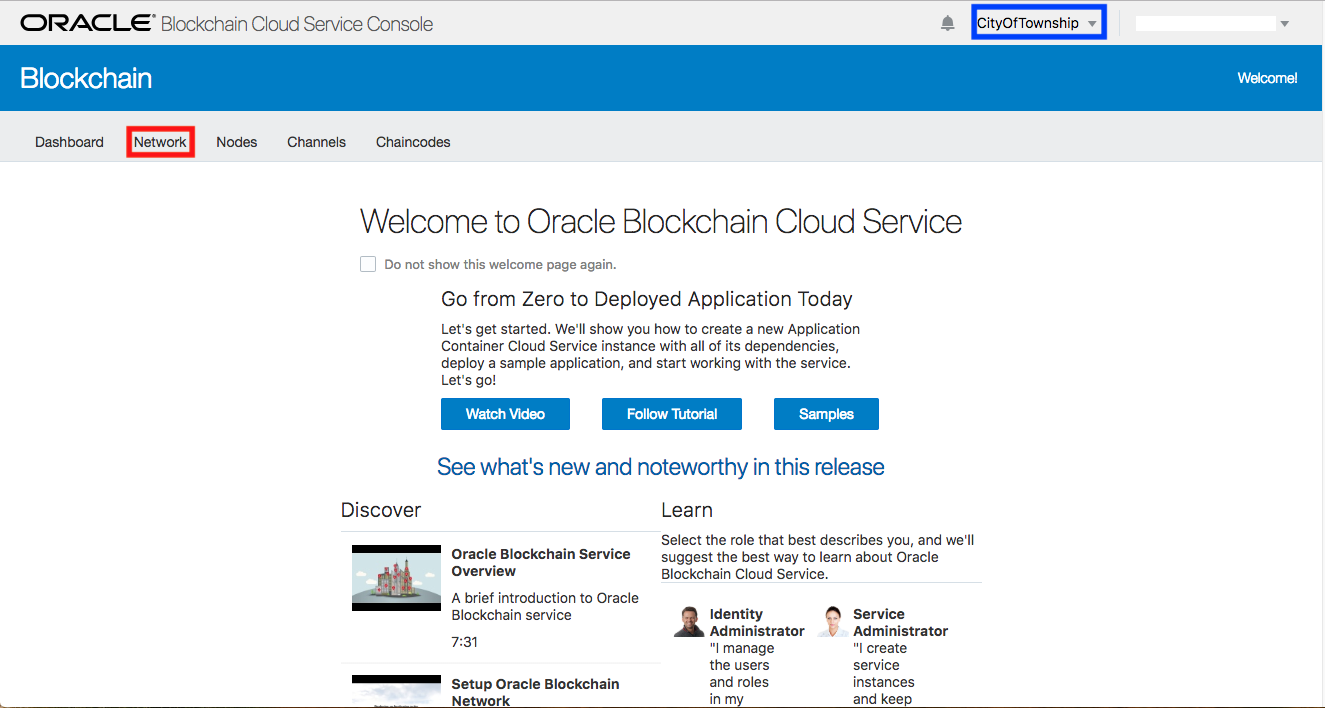 ORACLE® Blockchain Cloud Service Console
CityOfTownship
Blockchain
Welcome!
Dashboard
Network
Nodes
Channels
Chaincodes
Welcome to Oracle Blockchain Cloud Service
Do not show this welcome page again.
Go from Zero to Deployed Application Today
Let's get started. We'll show you how to create a new Application
Container Cloud Service instance with all of its dependencies,
deploy a sample application, and start working with the service.
Let's go!
Watch Video
Follow Tutorial
Samples
See what's new and noteworthy in this release
Discover
Oracle Blockchain Service
Overview
A brief introduction to Oracle
Blockchain service
7:31
Setup Oracle Blockchain
Network
Learn
Select the role that best describes you, and we'll
suggest the best way to learn about Oracle
Blockchain Cloud Service.
Identity
Administrator
"I manage
the users
and roles
in my
Service
Administrator
"I create
service
instances
and keep